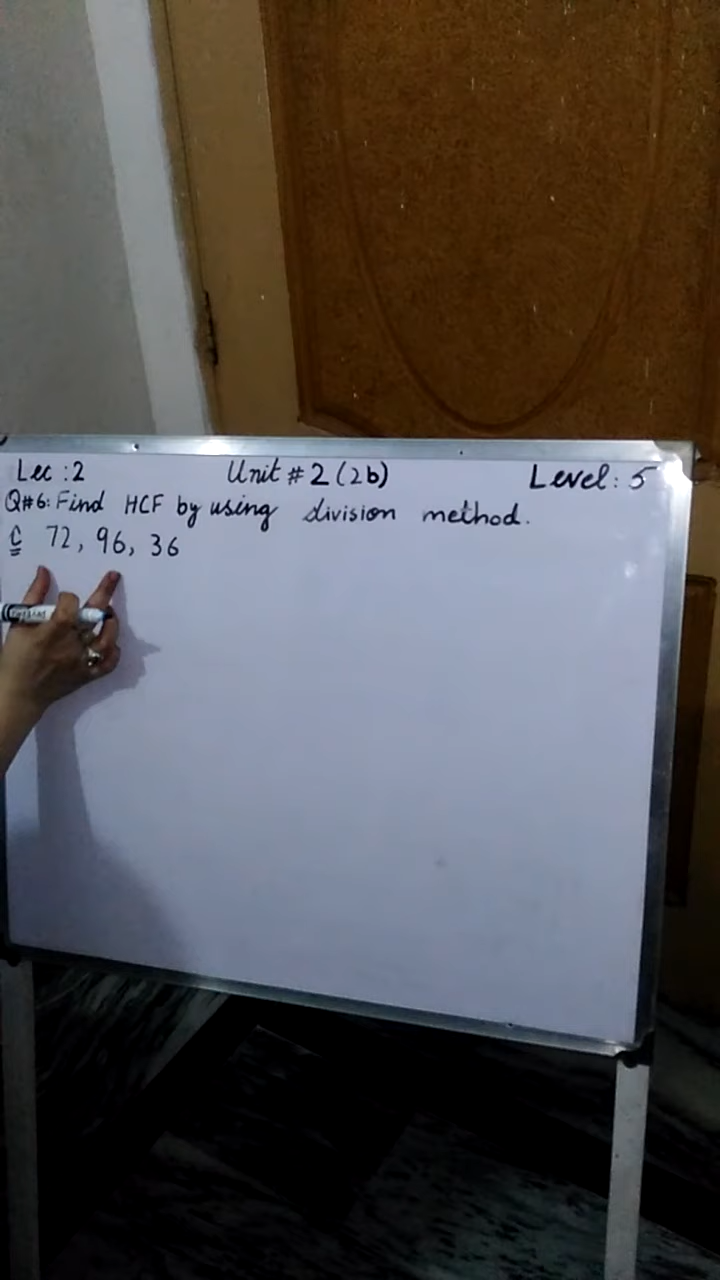 Lec : 2 Unit # 2 (2b) Level : 5
Q#6: Find HCF by using division method.
C 72, 96, 36